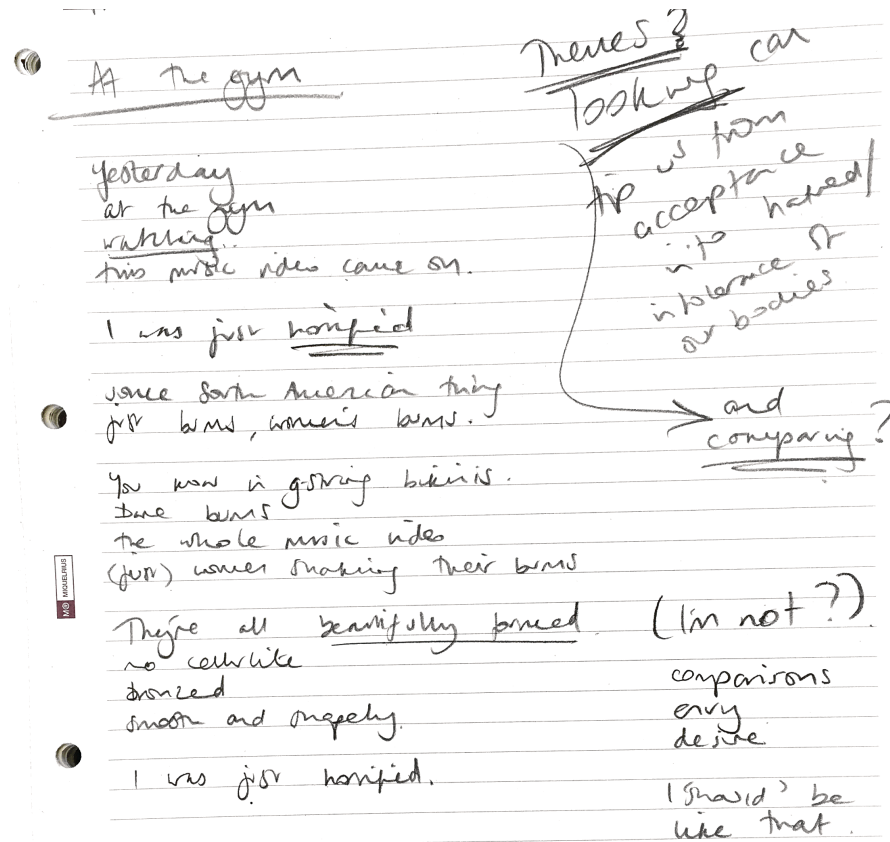 At the gym
Yesterday
at the gym
watching..
this music video came on.
I was just horrified
some South American thing
just bums, women's bums.
You know in g-string bikinis.
Bare bums
the whole music video
(just) women shaking their bums
They're all beautifully formed.
no cellulite
bronzed
smooth and shapely.
I was just horrified.
Themes?
looking can
tip us from
acceptance
into hatred/
intolerance of
our bodies
and
comparing?
(I'm not?)
comparisons
envy
desire
I 'should' be
like that.
MIQUELRIUS